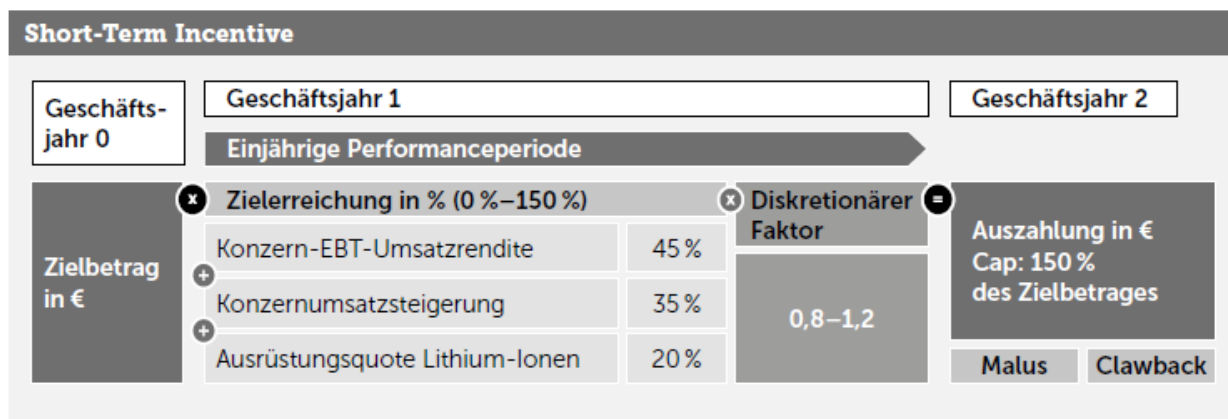 Short-Term Incentive
Geschäfts-
jahr 0
Geschäftsjahr 1
Geschäftsjahr 2
Einjährige Performanceperiode
Zielbetrag
in €
x
Zielerreichung in % (0 %–150 %)
Konzern-EBT-Umsatzrendite 45 %
+
Konzernumsatzsteigerung 35 %
+
Ausrüstungsquote Lithium-Ionen 20 %
x
Diskretionärer
Faktor
0,8–1,2
=
Auszahlung in €
Cap: 150 %
des Zielbetrages
Malus
Clawback